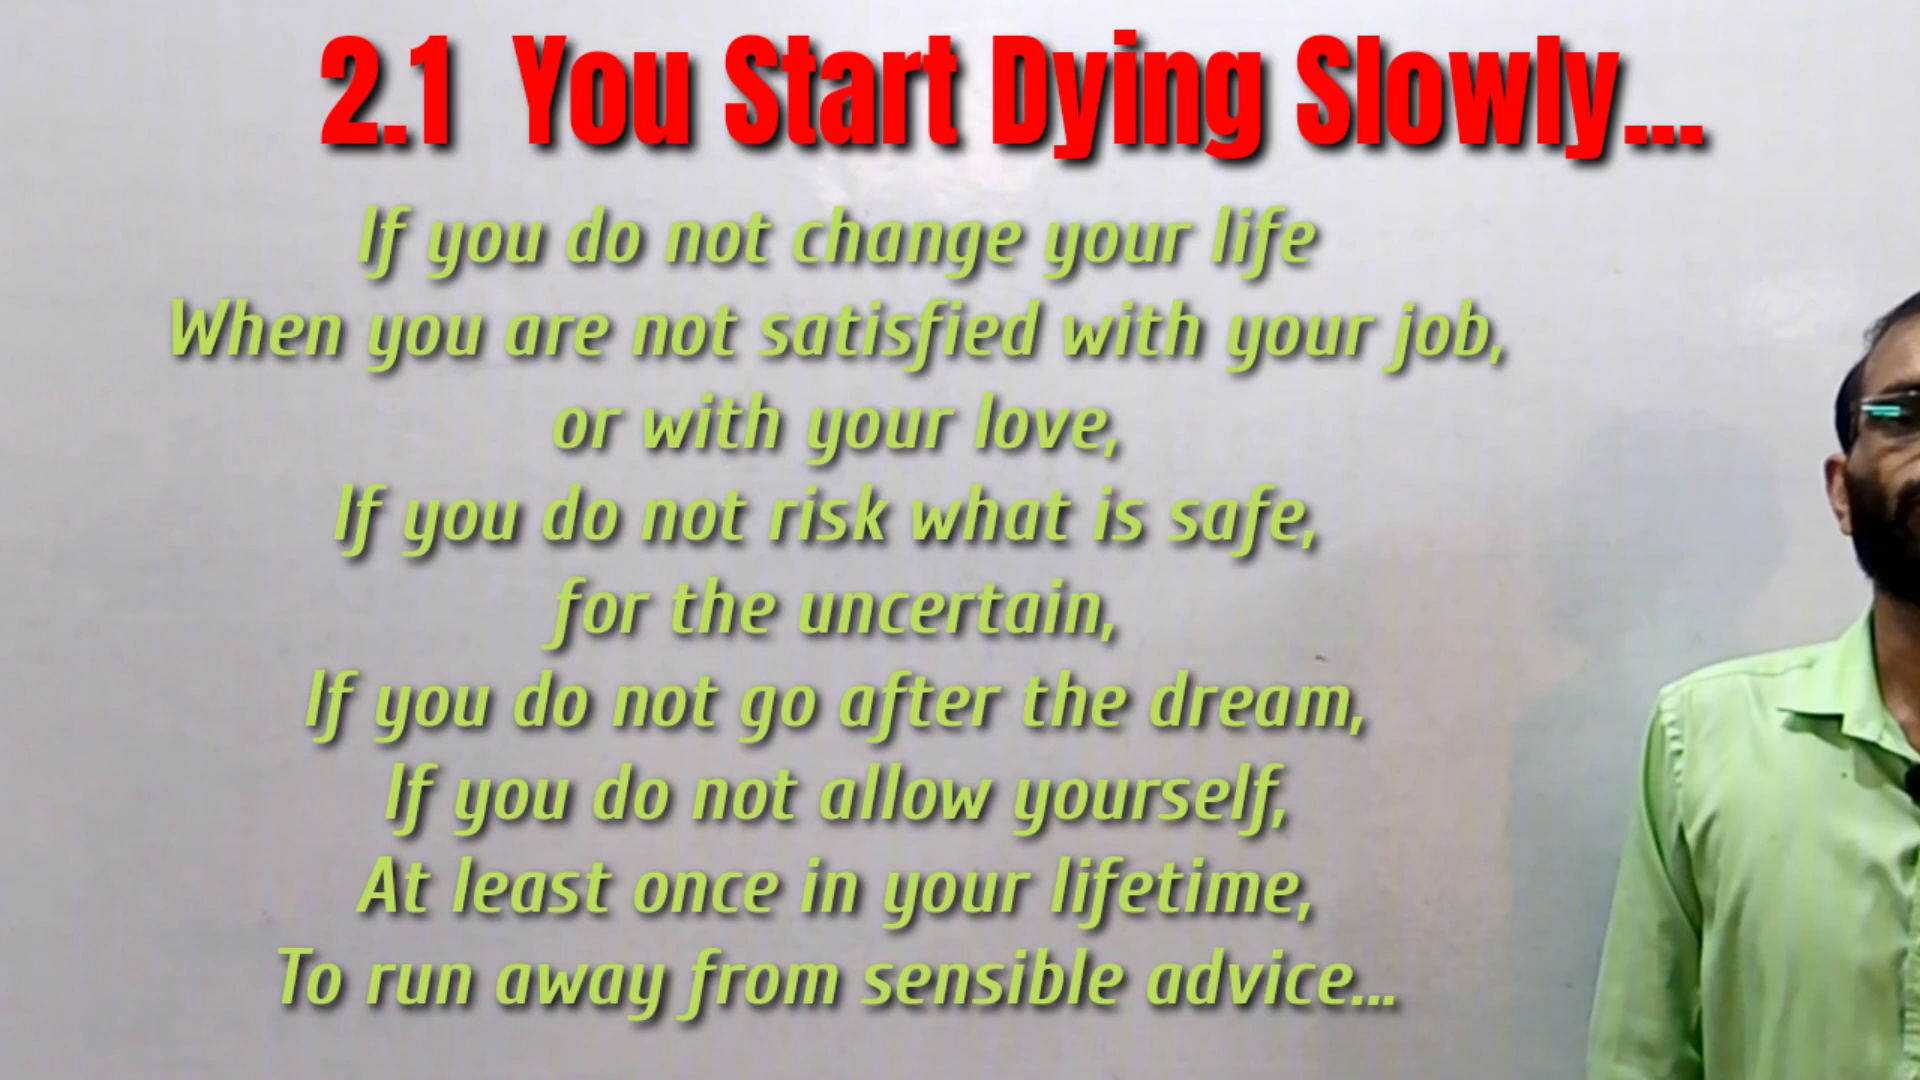 2.1 You Start Dying Slowly...
If you do not change your life
When you are not satisfied with your job,
or with your love,
If you do not risk what is safe,
for the uncertain,
If you do not go after the dream,
If you do not allow yourself,
At least once in your lifetime,
To run away from sensible advice...